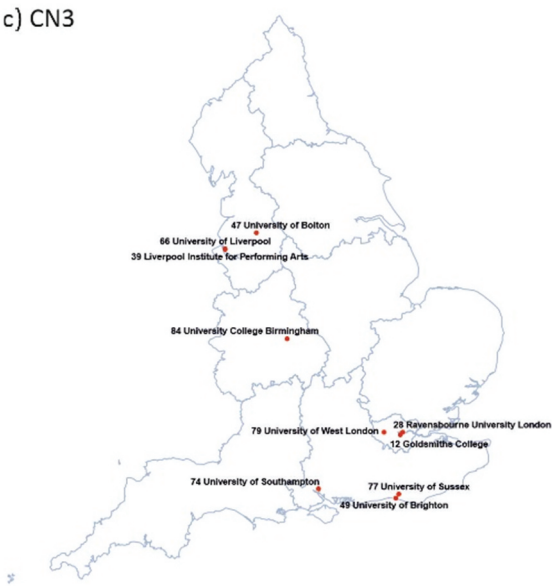 c) CN3
47 University of Bolton
66 University of Liverpool
39 Liverpool Institute for Performing Arts
84 University College Birmingham
28 Ravensbourne University London
79 University of West London
12 Goldsmiths College
74 University of Southampton
77 University of Sussex
49 University of Brighton